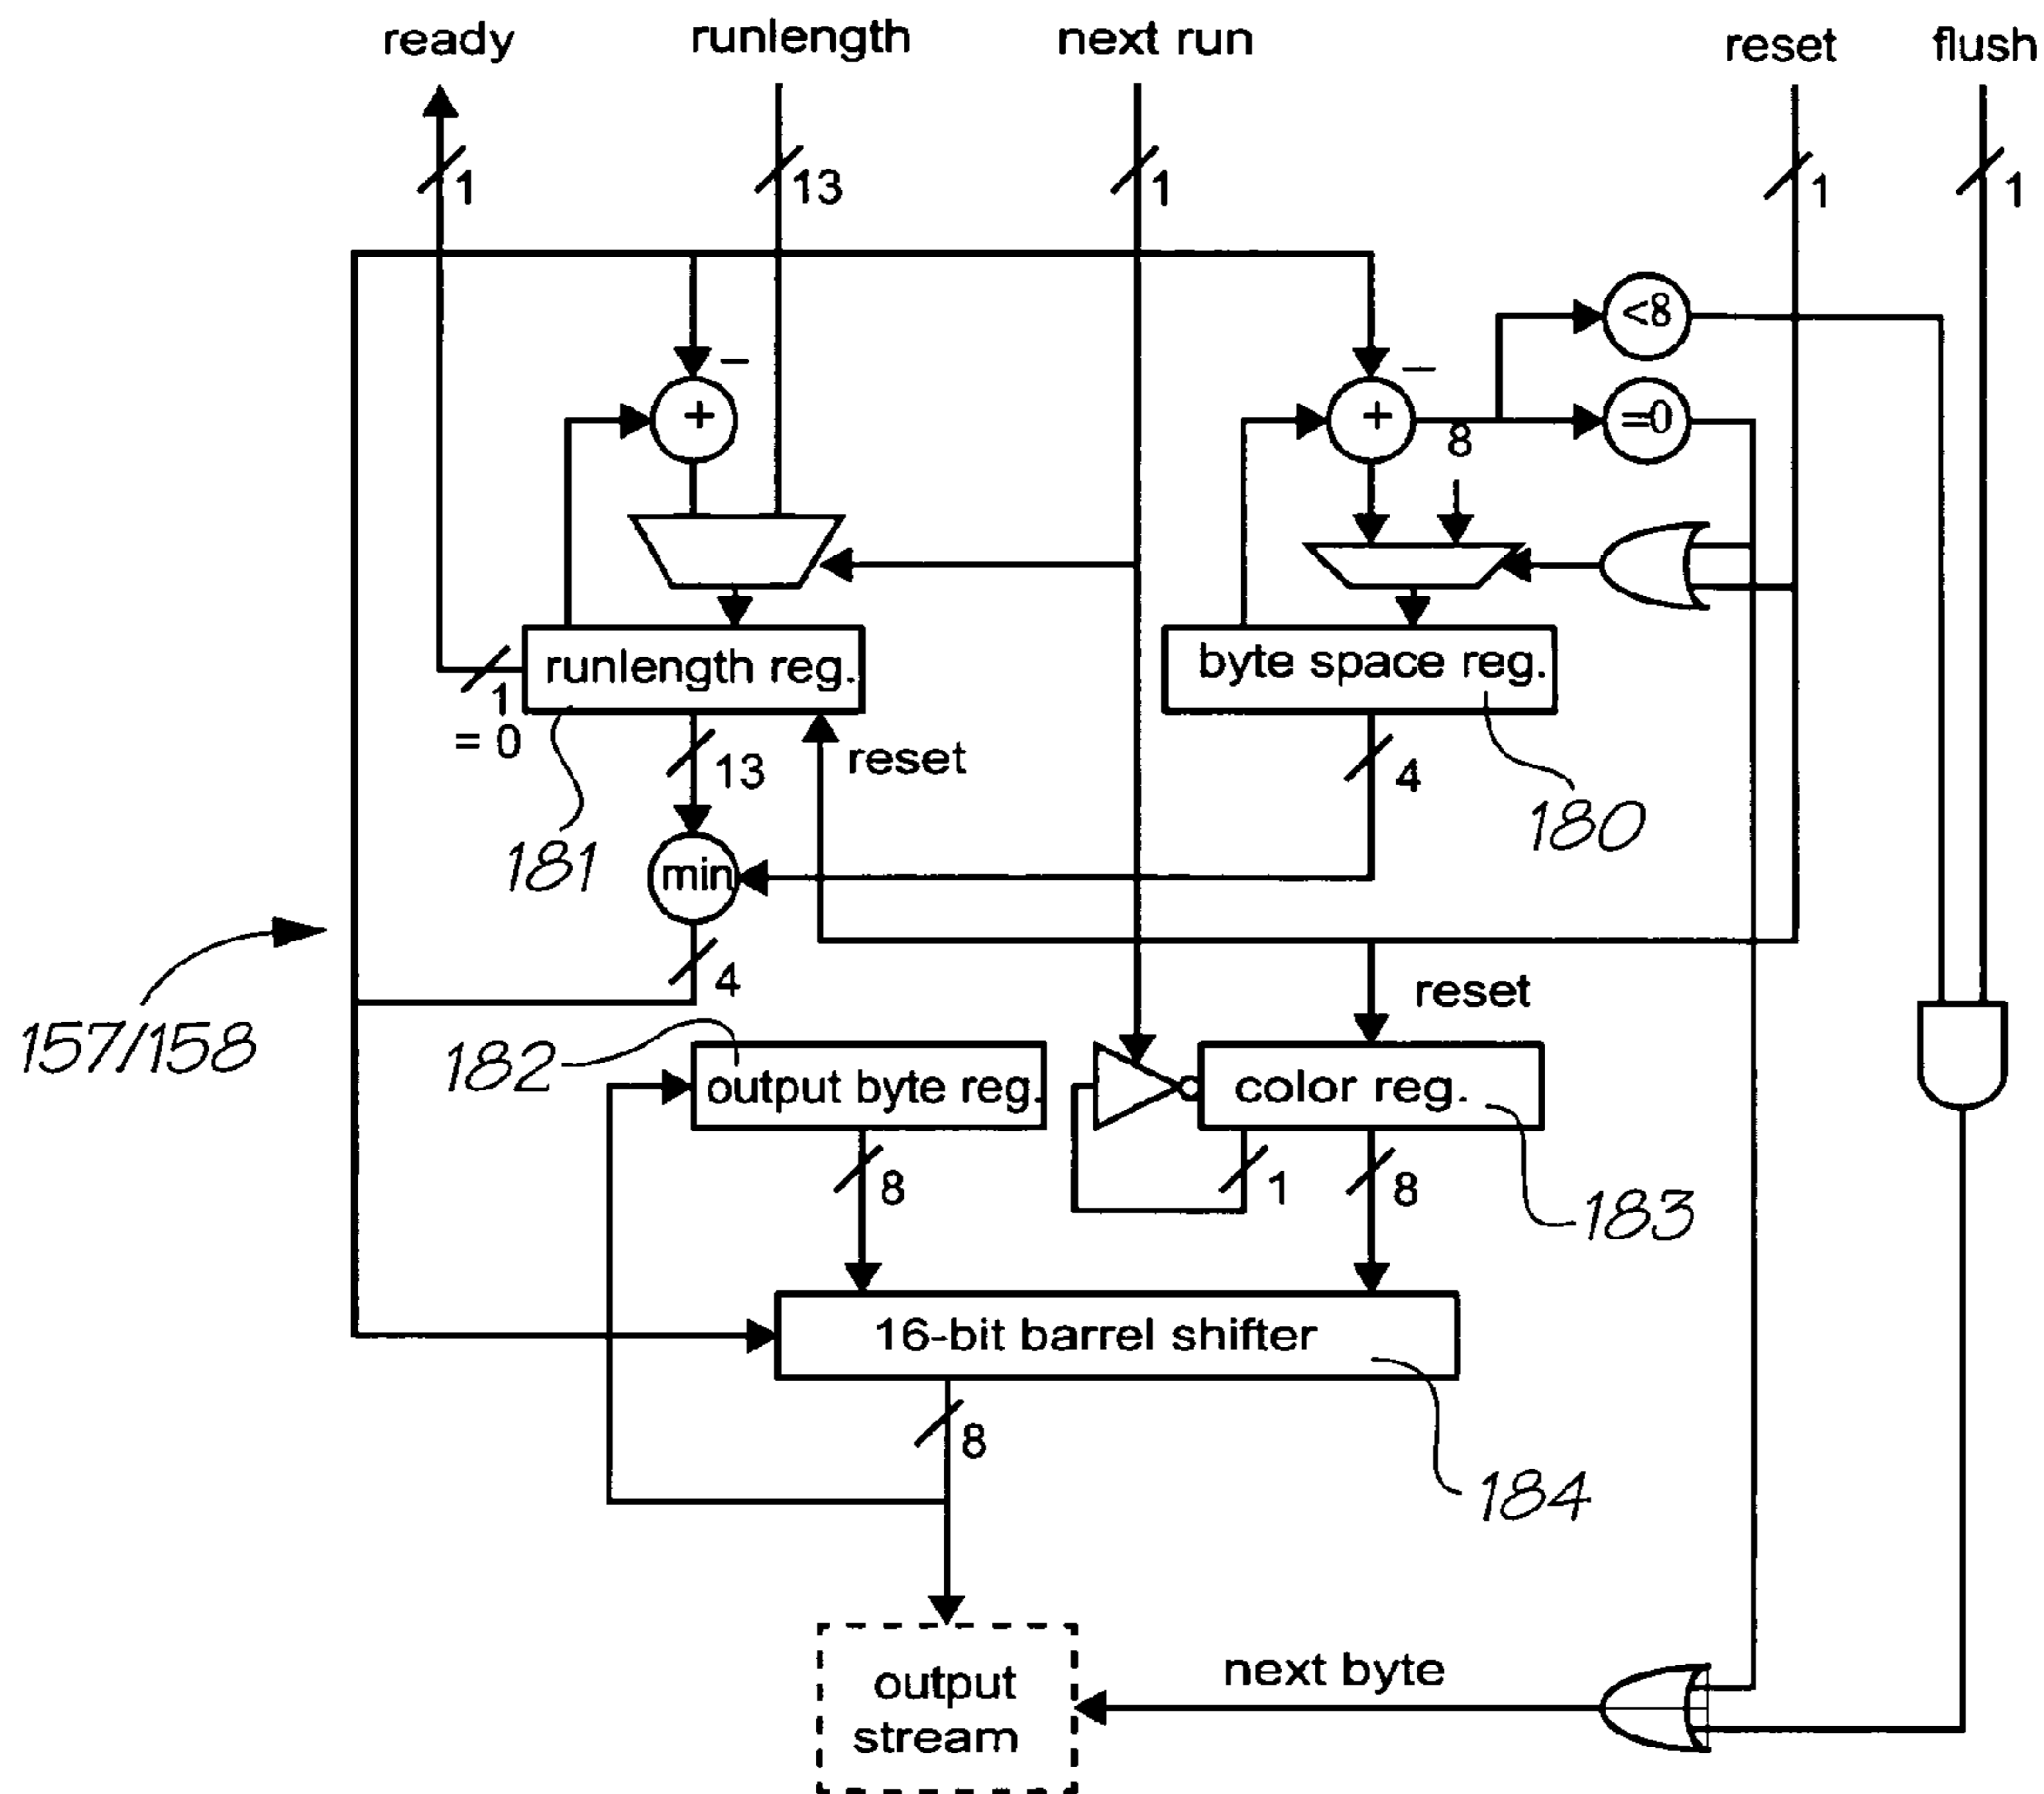 ready
runlength
next run
reset
flush
1
13
1
1
1
<8
−
−
+
+
8
=0
runlength reg.
byte space reg.
1
= 0
13
reset
4
181
180
min
4
reset
157/158
182
output byte reg.
color reg.
8
1
8
183
16-bit barrel shifter
8
184
output
stream
next byte